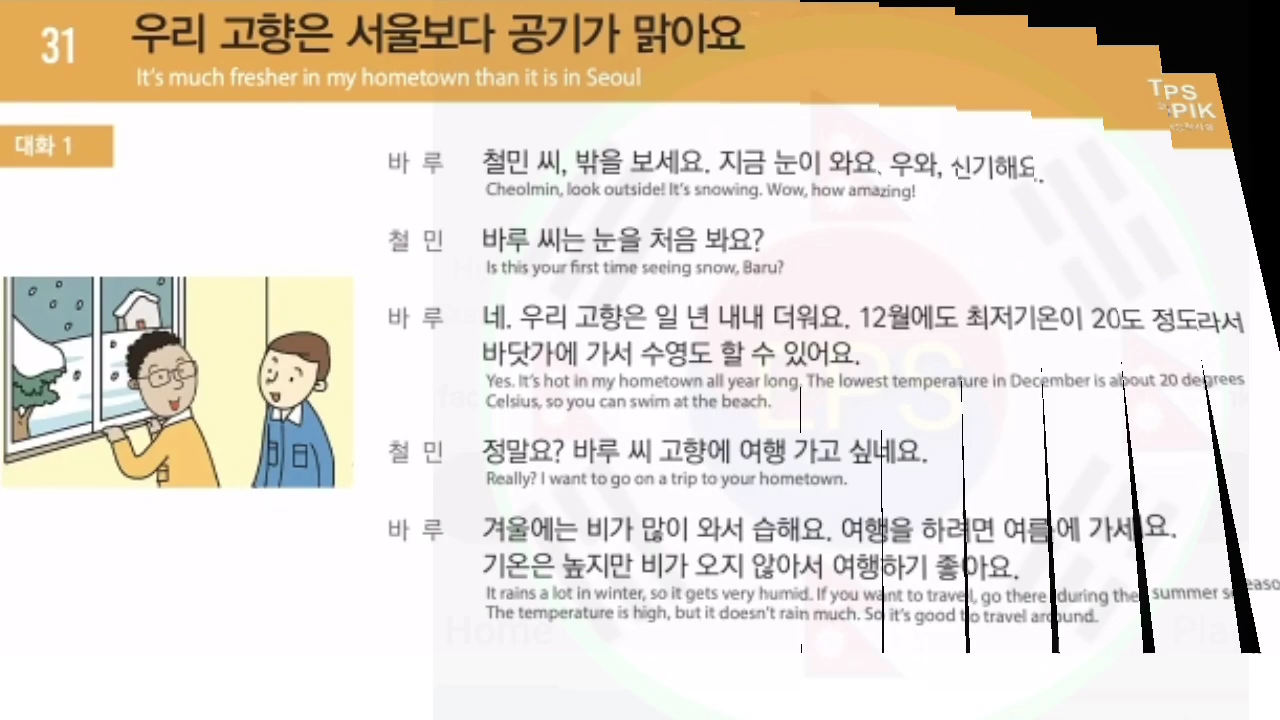 31
우리 고향은 서울보다 공기가 맑아요
It's much fresher in my hometown than it is in Seoul
TPS
PIK
대화 1
바 루 철민 씨, 밖을 보세요. 지금 눈이 와요. 우와, 신기해요.
Cheolmin, look outside! It's snowing. Wow, how amazing!
철 민 바루 씨는 눈을 처음 봐요?
Is this your first time seeing snow, Baru?
바 루 네. 우리 고향은 일 년 내내 더워요. 12월에도 최저기온이 20도 정도라서
바닷가에 가서 수영도 할 수 있어요.
Yes. It's hot in my hometown all year long. The lowest temperature in December is about 20 degrees
Celsius, so you can swim at the beach.
철 민 정말요? 바루 씨 고향에 여행 가고 싶네요.
Really? I want to go on a trip to your hometown.
바 루 겨울에는 비가 많이 와서 습해요. 여행을 하려면 여름에 가세요.
기온은 높지만 비가 오지 않아서 여행하기 좋아요.
It rains a lot in winter, so it gets very humid. If you want to travel, go there during the summer
The temperature is high, but it doesn't rain much. So it's good to travel around.
EPS
Home